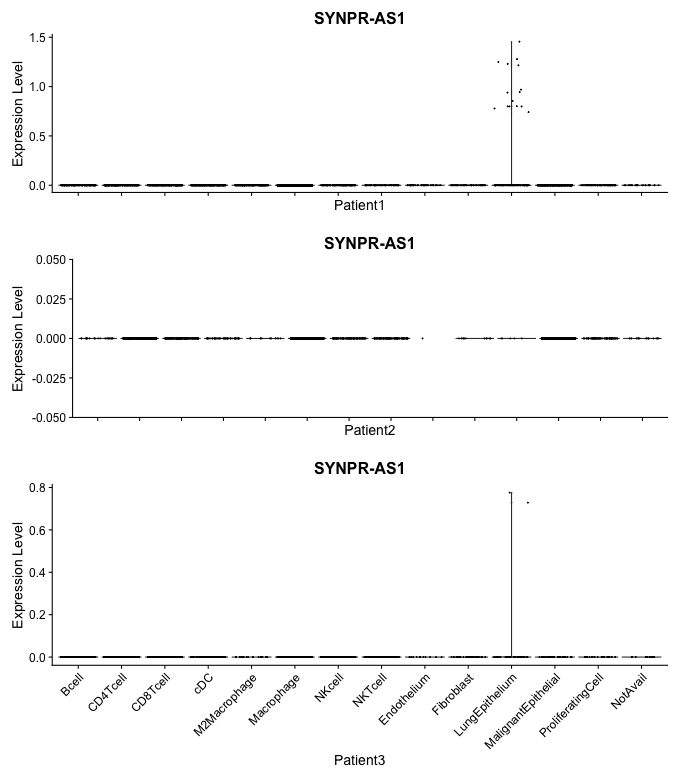 SYNPR-AS1
Expression Level
1.5
1.0
0.5
0.0
Patient1
SYNPR-AS1
Expression Level
0.050
0.025
0.000
-0.025
-0.050
Patient2
SYNPR-AS1
Expression Level
0.8
0.6
0.4
0.2
0.0
Bcell
CD4Tcell
CD8Tcell
cDC
M2Macrophage
Macrophage
NKcell
NKTcell
Endothelium
Fibroblast
LungEpithelium
MalignantEpithelial
ProliferatingCell
NotAvail
Patient3